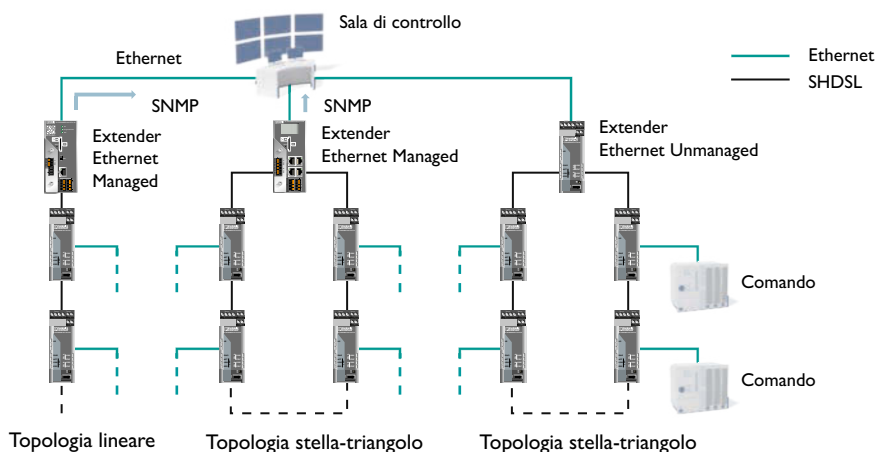 Sala di controllo
Ethernet
Ethernet
SHDSL
SNMP
SNMP
Extender
Ethernet
Managed
Extender
Ethernet Managed
Extender
Ethernet Unmanaged
Comando
Comando
Topologia lineare
Topologia stella-triangolo
Topologia stella-triangolo